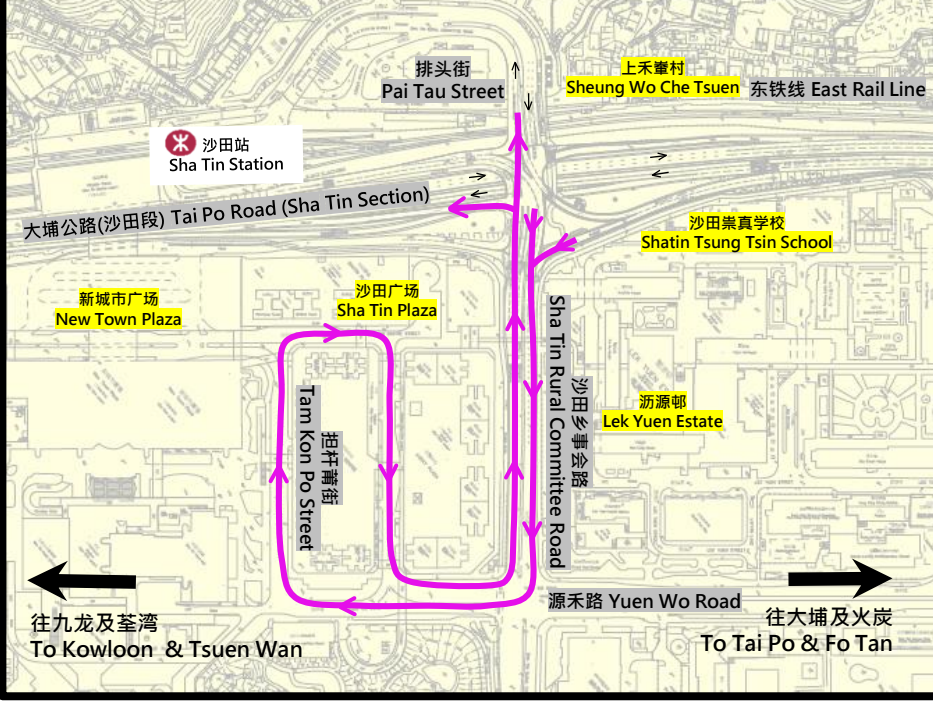 排头街
Pai Tau Street
上禾輋村
Sheung Wo Che Tsuen
东铁线 East Rail Line
沙田站
Sha Tin Station
大埔公路(沙田段) Tai Po Road (Sha Tin Section)
沙田崇真学校
Shatin Tsung Tsin School
新城市广场
New Town Plaza
沙田广场
Sha Tin Plaza
沙田乡事会路
Sha Tin Rural Committee Road
沥源邨
Lek Yuen Estate
担杆莆街
Tam Kon Po Street
源禾路 Yuen Wo Road
往九龙及荃湾
To Kowloon & Tsuen Wan
往大埔及火炭
To Tai Po & Fo Tan